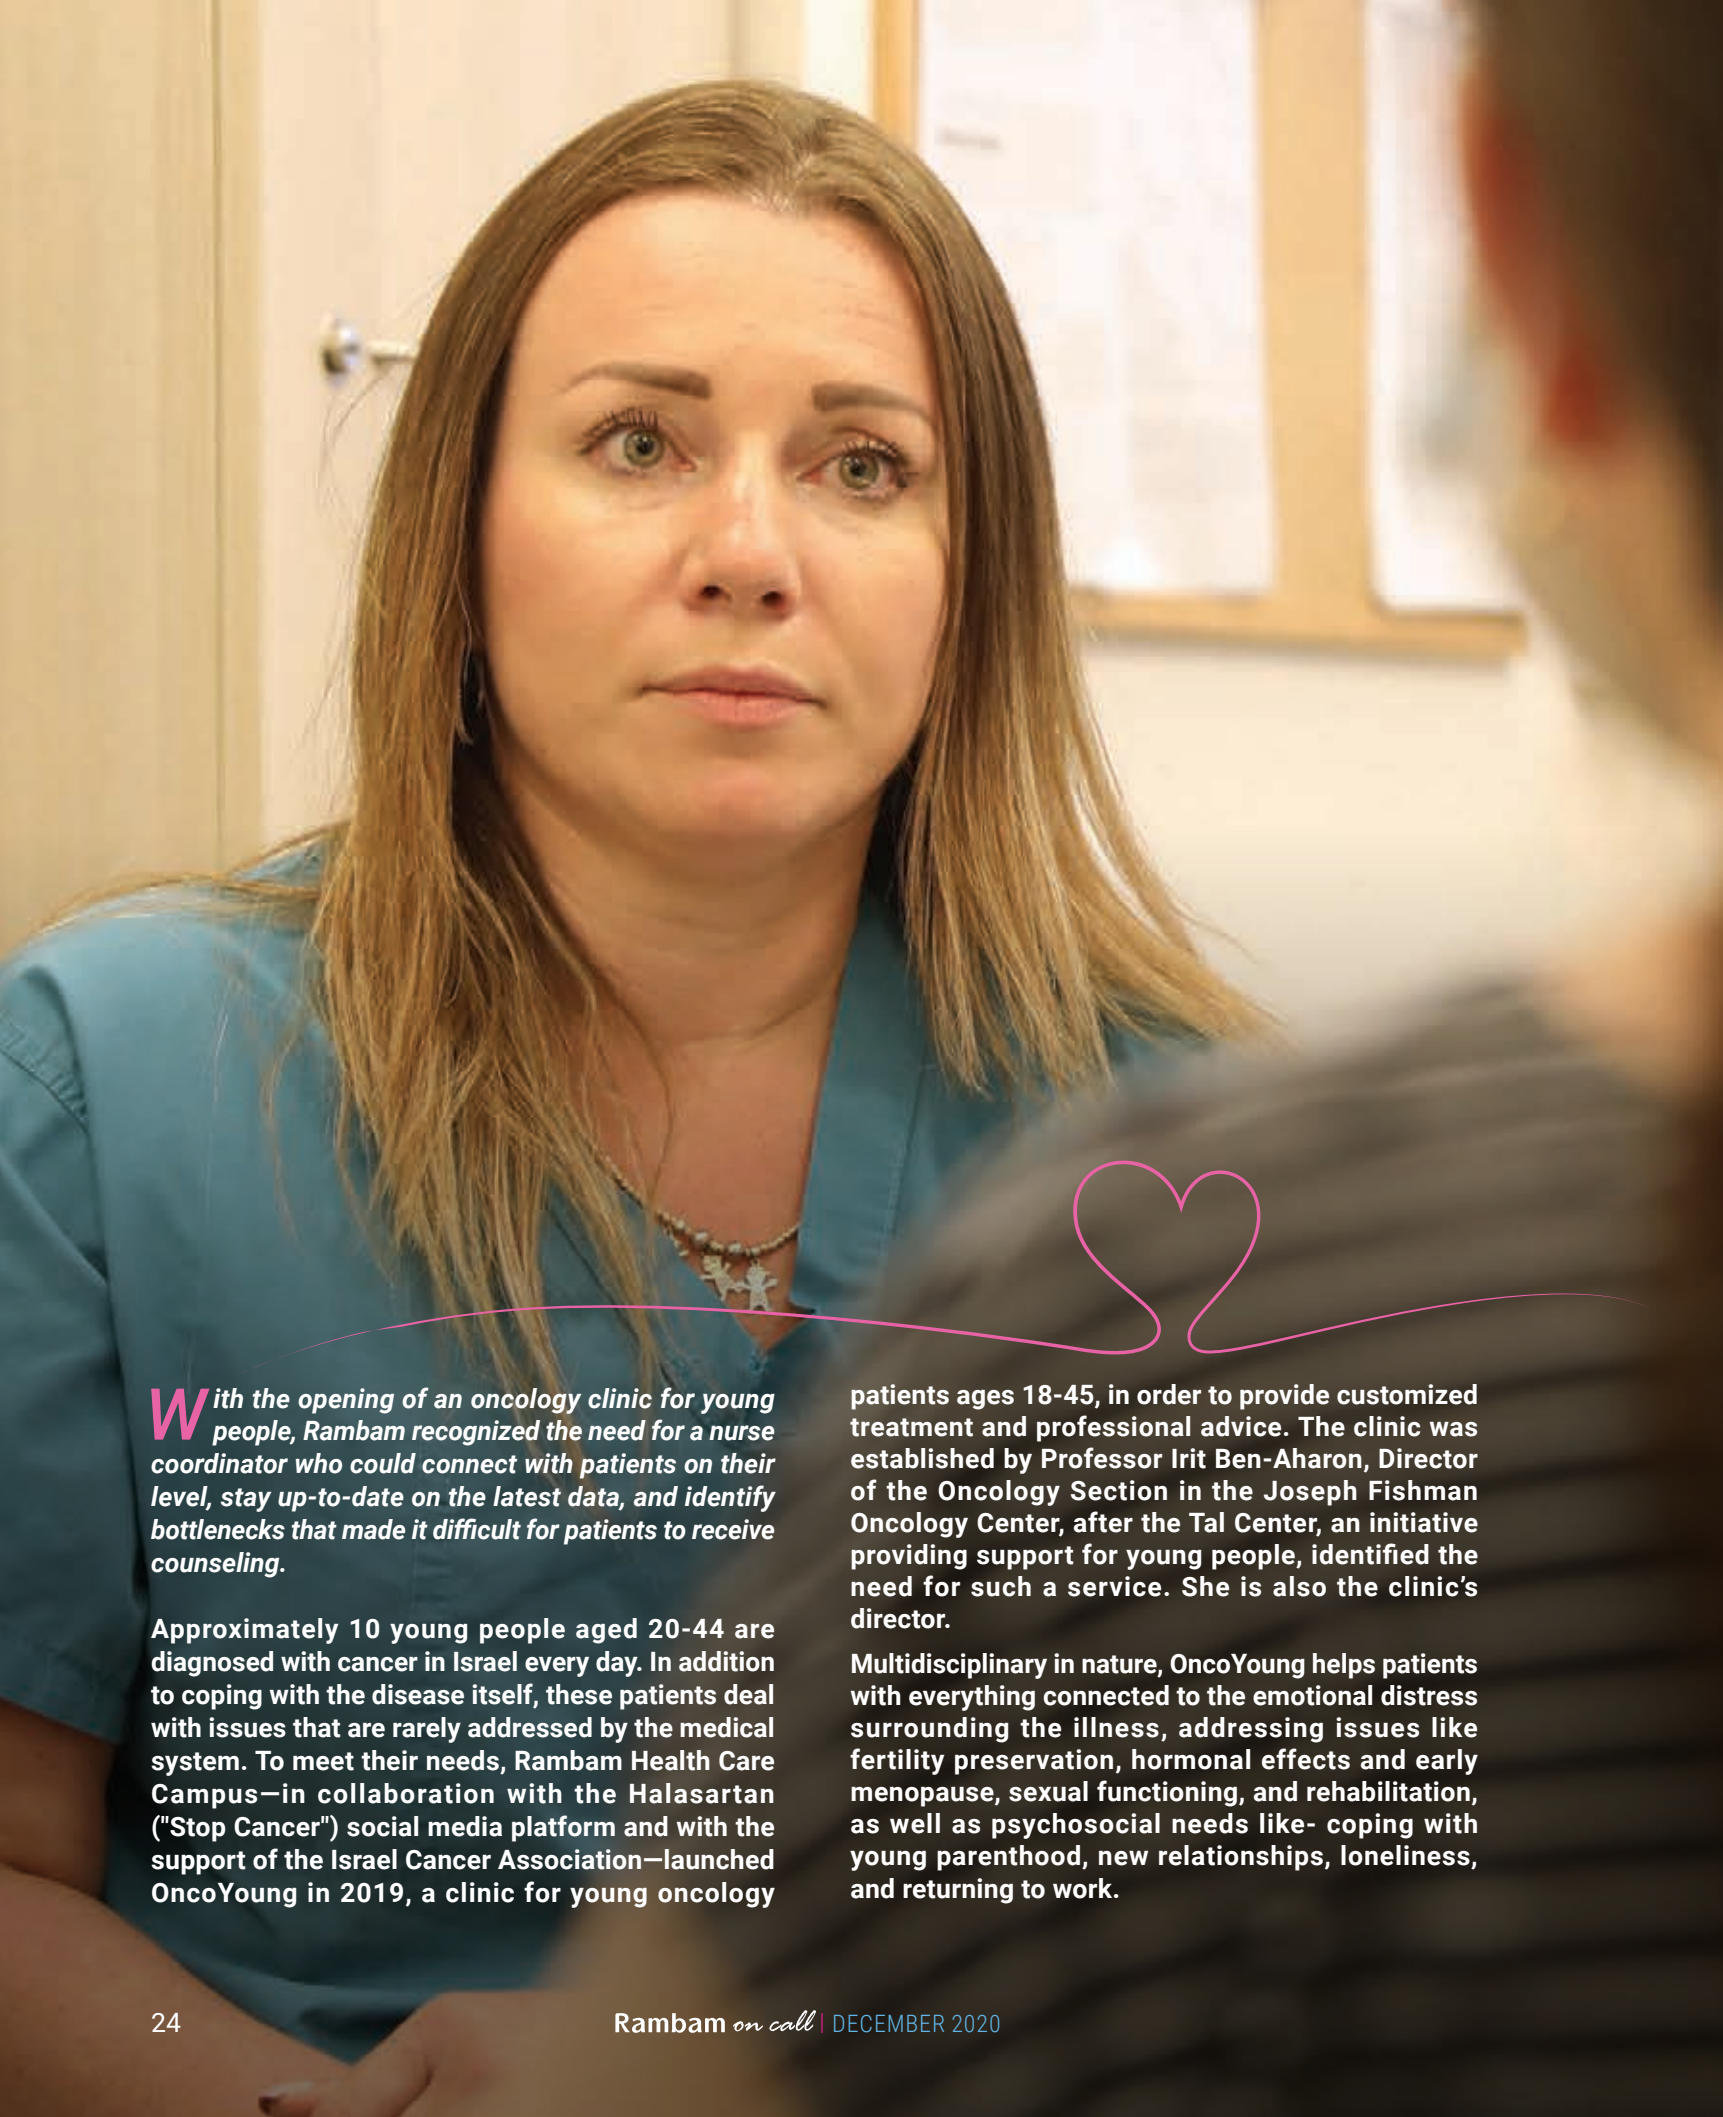 With the opening of an oncology clinic for young
people, Rambam recognized the need for a nurse
coordinator who could connect with patients on their
level, stay up-to-date on the latest data, and identify
bottlenecks that made it difficult for patients to receive
counseling.
Approximately 10 young people aged 20-44 are
diagnosed with cancer in Israel every day. In addition
to coping with the disease itself, these patients deal
with issues that are rarely addressed by the medical
system. To meet their needs, Rambam Health Care
Campus—in collaboration with the Halasartan
("Stop Cancer") social media platform and with the
support of the Israel Cancer Association—launched
OncoYoung in 2019, a clinic for young oncology
patients ages 18-45, in order to provide customized
treatment and professional advice. The clinic was
established by Professor Irit Ben-Aharon, Director
of the Oncology Section in the Joseph Fishman
Oncology Center, after the Tal Center, an initiative
providing support for young people, identified the
need for such a service. She is also the clinic’s
director.
Multidisciplinary in nature, OncoYoung helps patients
with everything connected to the emotional distress
surrounding the illness, addressing issues like
fertility preservation, hormonal effects and early
menopause, sexual functioning, and rehabilitation,
as well as psychosocial needs like- coping with
young parenthood, new relationships, loneliness,
and returning to work.
24
Rambam on call | DECEMBER 2020